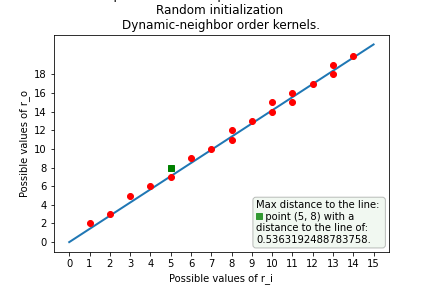 Random initialization
Dynamic-neighbor order kernels.
Possible values of r_o
18
16
14
12
10
8
6
4
2
0
Max distance to the line:
point (5, 8) with a
distance to the line of:
0.5363192488783758.
0 1 2 3 4 5 6 7 8 9 10 11 12 13 14 15
Possible values of r_i